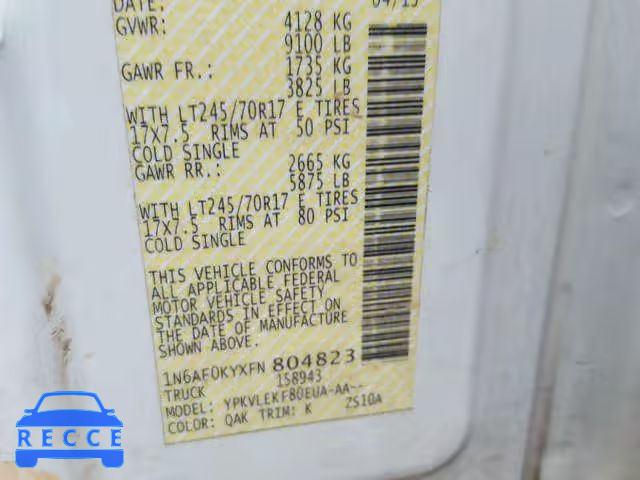 DATE: 04/15
GVWR: 4128 KG
9100 LB
GAWR FR.: 1735 KG
3825 LB
WITH LT245/70R17 E TIRES
17X7.5 RIMS AT 50 PSI
COLD SINGLE
GAWR RR.: 2665 KG
5875 LB
WITH LT245/70R17 E TIRES
17X7.5 RIMS AT 80 PSI
COLD SINGLE
THIS VEHICLE CONFORMS TO
ALL APPLICABLE FEDERAL
MOTOR VEHICLE SAFETY
STANDARDS IN EFFECT ON
THE DATE OF MANUFACTURE
SHOWN ABOVE.
1N6AF0KYXFN 804823
TRUCK 158943
MODEL: YPKVLEKF80EUA-AA--
COLOR: QAK TRIM: K ZS10A
RECCE